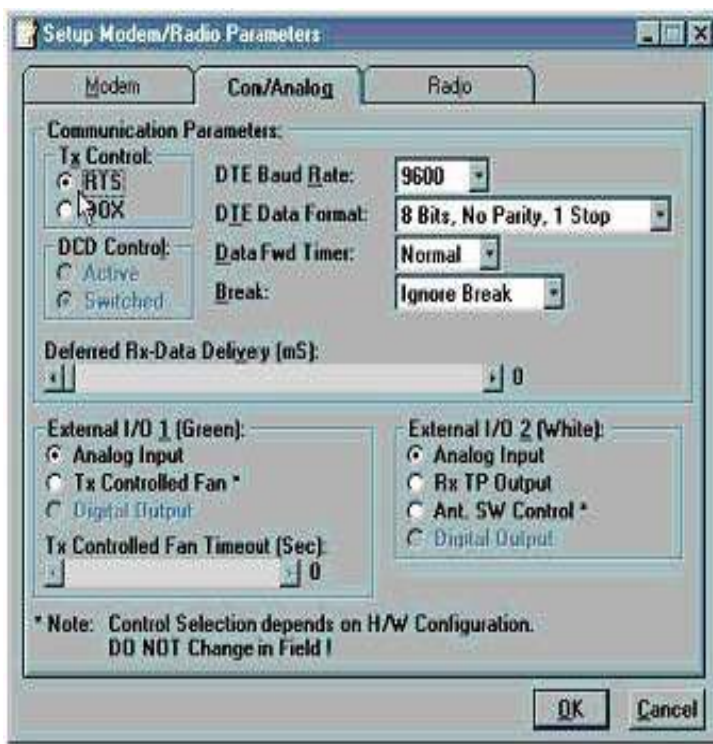 Setup Modem/Radio Parameters
Modem
Com/Analog
Radio
Communication Parameters:
Tx Control:
RTS
DOX
DCD Control:
Active
Switched
DTE Baud Rate:
9600
DTE Data Format:
8 Bits, No Parity, 1 Stop
Data Fwd Timer:
Normal
Break:
Ignore Break
Deferred Rx-Data Delivey (mS):
0
External I/O 1 (Green):
Analog Input
Tx Controlled Fan *
Digital Output
Tx Controlled Fan Timeout (Sec):
0
External I/O 2 (White):
Analog Input
Rx TP Output
Ant. SW Control *
Digital Output
* Note: Control Selection depends on H/W Configuration.
DO NOT Change in Field !
OK
Cancel